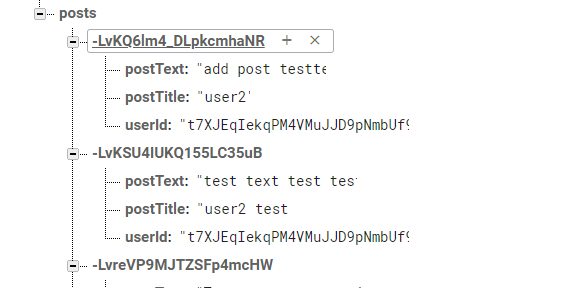 posts
-LvKQ6lm4_DLpkcmhaNR + ×
postText: "add post testte
postTitle: "user2'
userId: "t7XJEqIekqPM4VMuJJD9pNmbUf9
-LvKSU4IUKQ155LC35uB
postText: "test text test tes
postTitle: "user2 test
userId: "t7XJEqIekqPM4VMuJJD9pNmbUf9
-LvreVP9MJTZSFp4mcHW